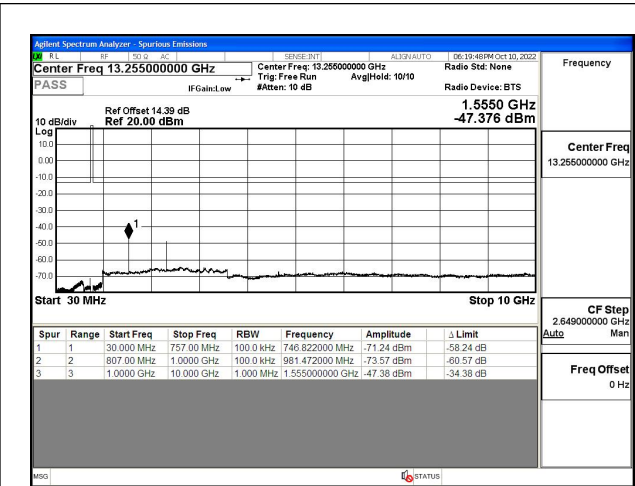 Agilent Spectrum Analyzer - Spurious Emissions
RL RF 50 Ω AC SENSE:INT ALIGNAUTO 06:19:48PM Oct 10, 2022
Center Freq 13.255000000 GHz Center Freq: 13.255000000 GHz Radio Std: None
Trig: Free Run Avg|Hold: 10/10
PASS IFGain:Low #Atten: 10 dB Radio Device: BTS
Ref Offset 14.39 dB 1.5550 GHz
10 dB/div Ref 20.00 dBm -47.376 dBm
Log
10.0
0.00
-10.0
-20.0
-30.0
-40.0
1
-50.0
-60.0
-70.0
Start 30 MHz Stop 10 GHz
Spur Range Start Freq Stop Freq RBW Frequency Amplitude Δ Limit
1 1 30.000 MHz 757.00 MHz 100.0 kHz 746.822000 MHz -71.24 dBm -58.24 dB
2 2 807.00 MHz 1.0000 GHz 100.0 kHz 981.472000 MHz -73.57 dBm -60.57 dB
3 3 1.0000 GHz 10.000 GHz 1.000 MHz 1.555000000 GHz -47.38 dBm -34.38 dB
MSG STATUS
Frequency
Center Freq
13.255000000 GHz
CF Step
2.649000000 GHz
Auto Man
Freq Offset
0 Hz